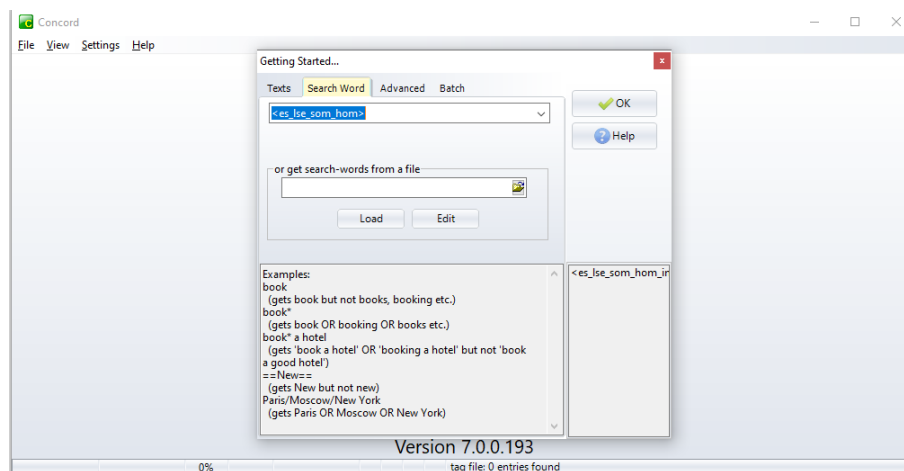 Concord
File View Settings Help
Getting Started...
Texts Search Word Advanced Batch
<es_lse_som_hom>
OK
Help
or get search-words from a file
Load Edit
Examples:
book
(gets book but not books, booking etc.)
book*
(gets book OR booking OR books etc.)
book* a hotel
(gets 'book a hotel' OR 'booking a hotel' but not 'book
a good hotel')
==New==
(gets New but not new)
Paris/Moscow/New York
(gets Paris OR Moscow OR New York)
<es_lse_som_hom_in
Version 7.0.0.193
0% tag file: 0 entries found